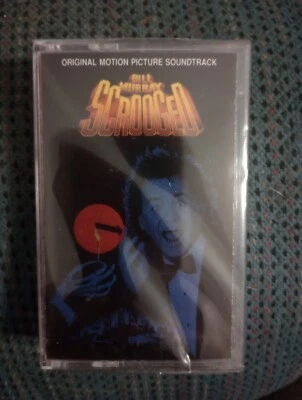 ORIGINAL MOTION PICTURE SOUNDTRACK
BILL
MURRAY
SCROOGED